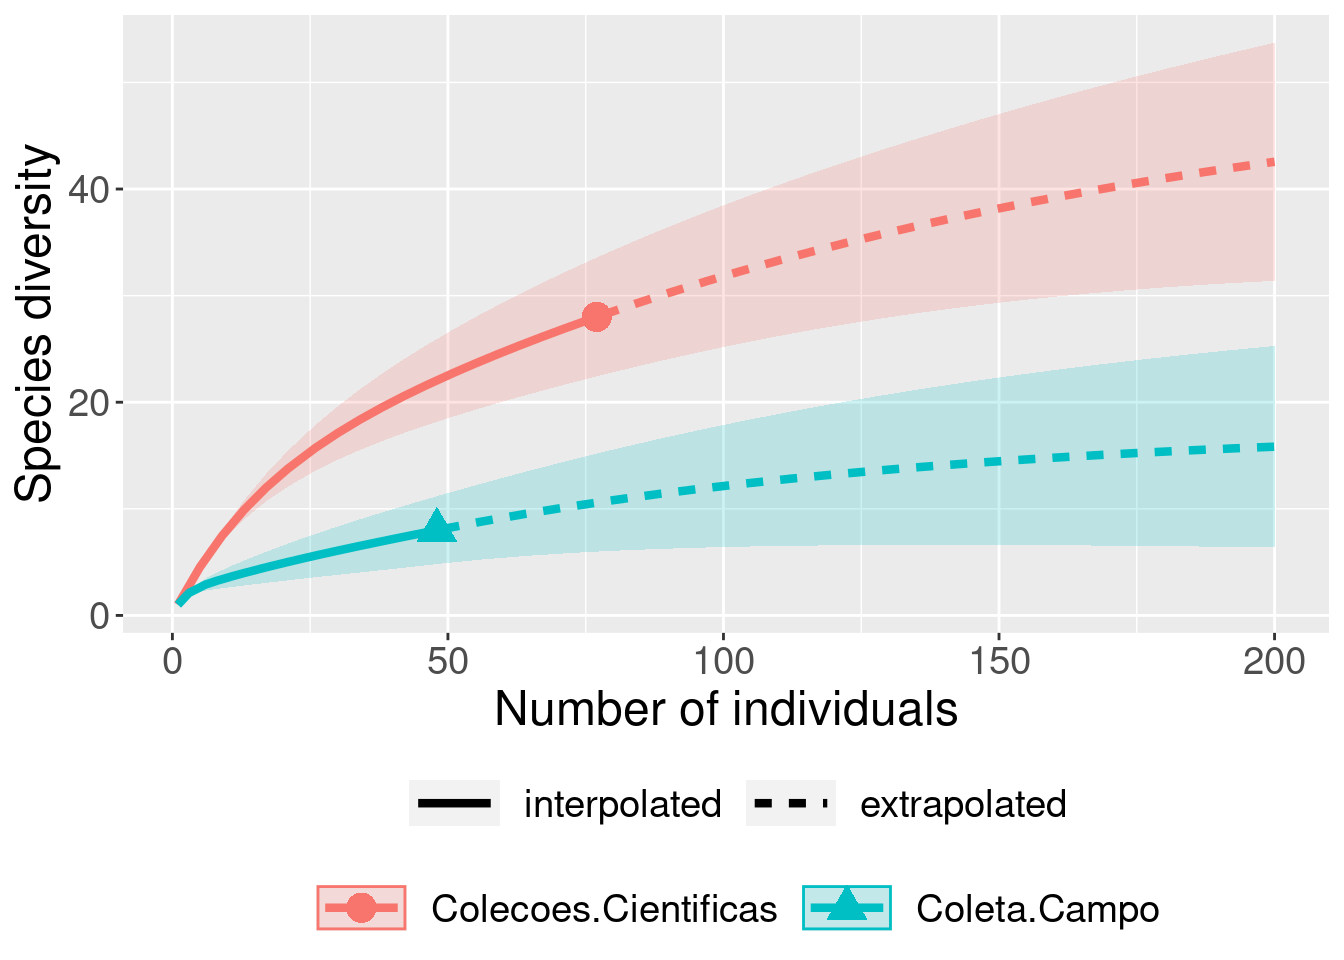 Species diversity
40
20
0
0 50 100 150 200
Number of individuals
interpolated extrapolated
Colecoes.Cientificas Coleta.Campo